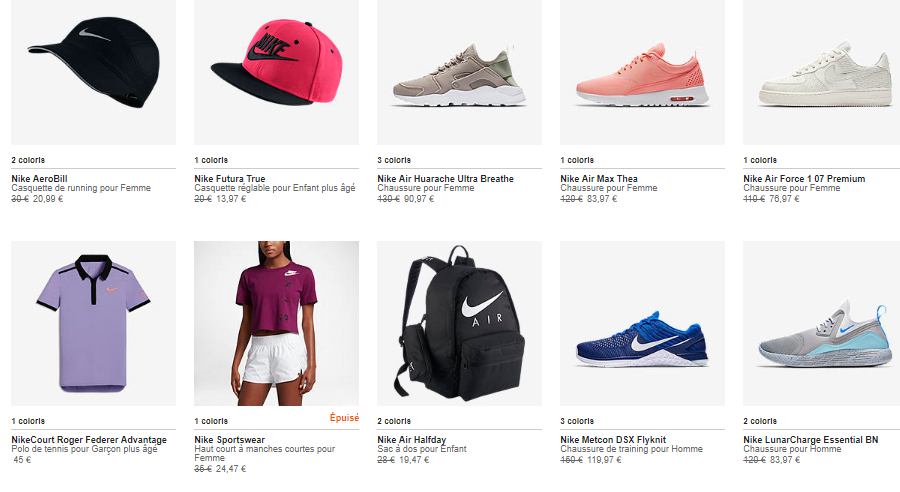 NIKE
AIR
2 coloris
1 coloris
3 coloris
1 coloris
1 coloris
Nike AeroBill
Casquette de running pour Femme
30 € 20,99 €
Nike Futura True
Casquette réglable pour Enfant plus âgé
20 € 13,97 €
Nike Air Huarache Ultra Breathe
Chaussure pour Femme
130 € 90,97 €
Nike Air Max Thea
Chaussure pour Femme
120 € 83,97 €
Nike Air Force 1 07 Premium
Chaussure pour Femme
110 € 76,97 €
1 coloris
Épuisé
1 coloris
2 coloris
3 coloris
2 coloris
NikeCourt Roger Federer Advantage
Polo de tennis pour Garçon plus âgé
45 €
Nike Sportswear
Haut court à manches courtes pour
Femme
35 € 24,47 €
Nike Air Halfday
Sac à dos pour Enfant
28 € 19,47 €
Nike Metcon DSX Flyknit
Chaussure de training pour Homme
150 € 119,97 €
Nike LunarCharge Essential BN
Chaussure pour Homme
120 € 83,97 €